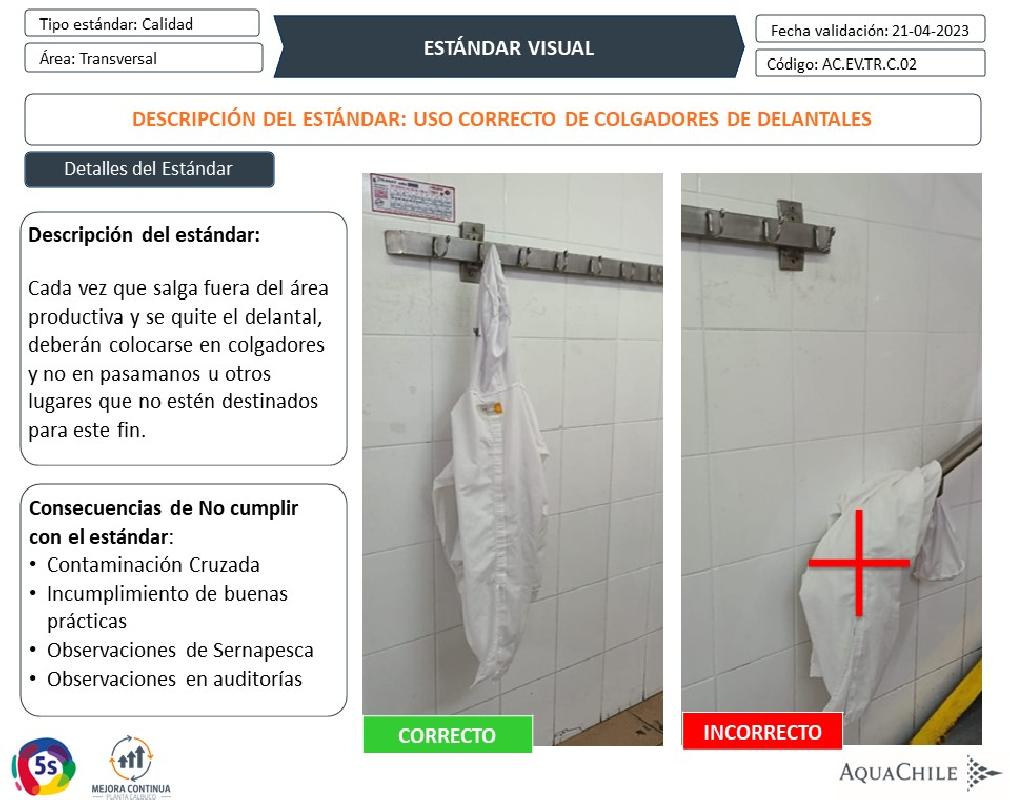 Tipo estándar: Calidad
Área: Transversal
ESTÁNDAR VISUAL
Fecha validación: 21-04-2023
Código: AC.EV.TR.C.02
DESCRIPCIÓN DEL ESTÁNDAR: USO CORRECTO DE COLGADORES DE DELANTALES
Detalles del Estándar
Descripción del estándar:
Cada vez que salga fuera del área
productiva y se quite el delantal,
deberán colocarse en colgadores
y no en pasamanos u otros
lugares que no estén destinados
para este fin.
Consecuencias de No cumplir
con el estándar:
• Contaminación Cruzada
• Incumplimiento de buenas
prácticas
• Observaciones de Sernapesca
• Observaciones en auditorías
CORRECTO
INCORRECTO
5s
MEJORA CONTINUA
PLANTA CALBUCO
AQUACHILE